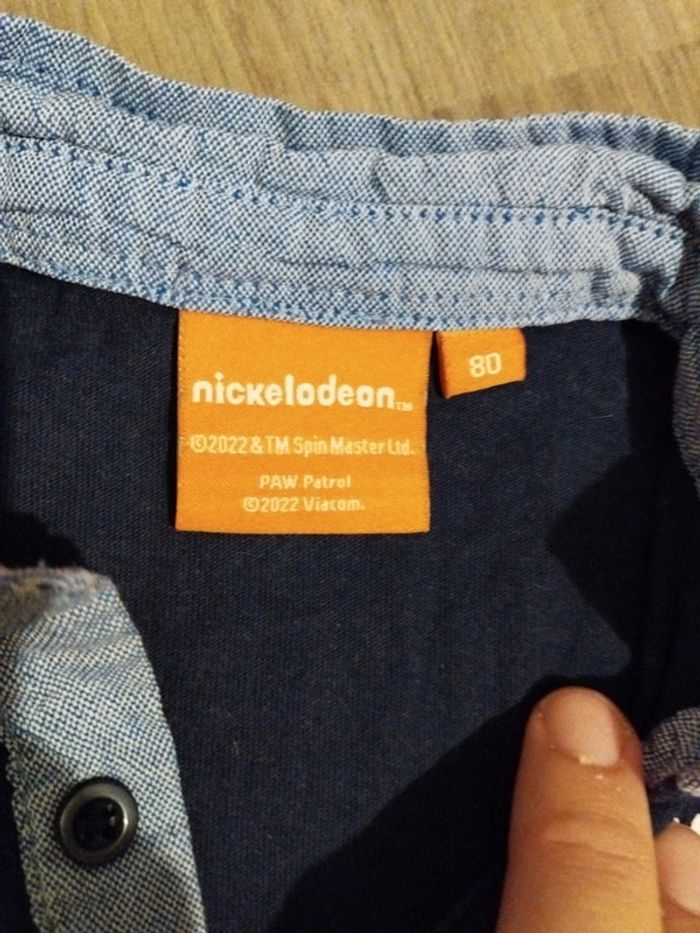 nickelodeon™
©2022 & TM Spin Master Ltd.
PAW Patrol
©2022 Viacom.
80